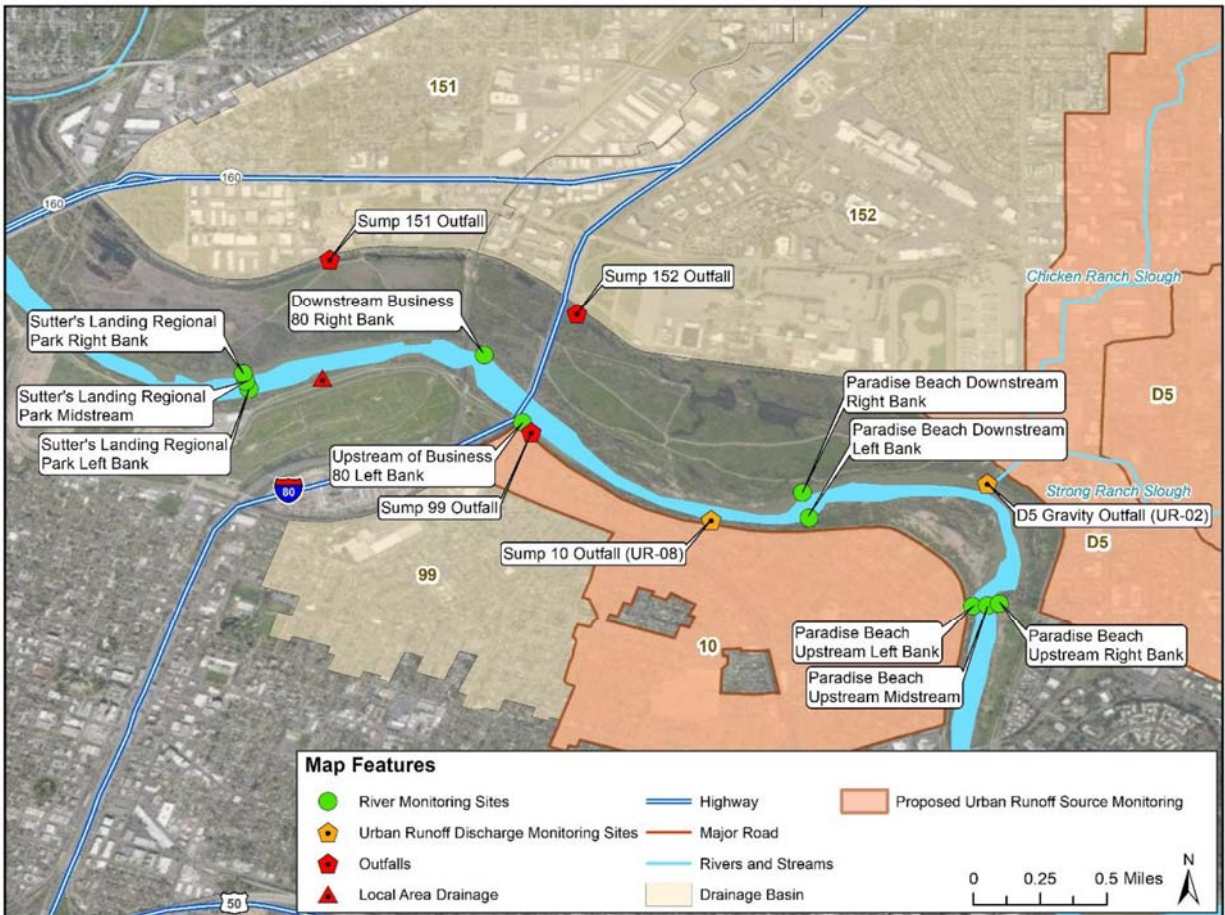 151
160
160
Sump 151 Outfall
152
Sump 152 Outfall
Chicken Ranch Slough
Downstream Business
80 Right Bank
Sutter's Landing Regional
Park Right Bank
Sutter's Landing Regional
Park Midstream
Sutter's Landing Regional
Park Left Bank
Paradise Beach Downstream
Right Bank
D5
Paradise Beach Downstream
Left Bank
Upstream of Business
80 Left Bank
80
Sump 99 Outfall
Strong Ranch Slough
D5 Gravity Outfall (UR-02)
D5
Sump 10 Outfall (UR-08)
99
10
Paradise Beach
Upstream Left Bank
Paradise Beach
Upstream Right Bank
Paradise Beach
Upstream Midstream
50
Map Features
River Monitoring Sites
Urban Runoff Discharge Monitoring Sites
Outfalls
Local Area Drainage
Highway
Major Road
Rivers and Streams
Drainage Basin
Proposed Urban Runoff Source Monitoring
N
0 0.25 0.5 Miles